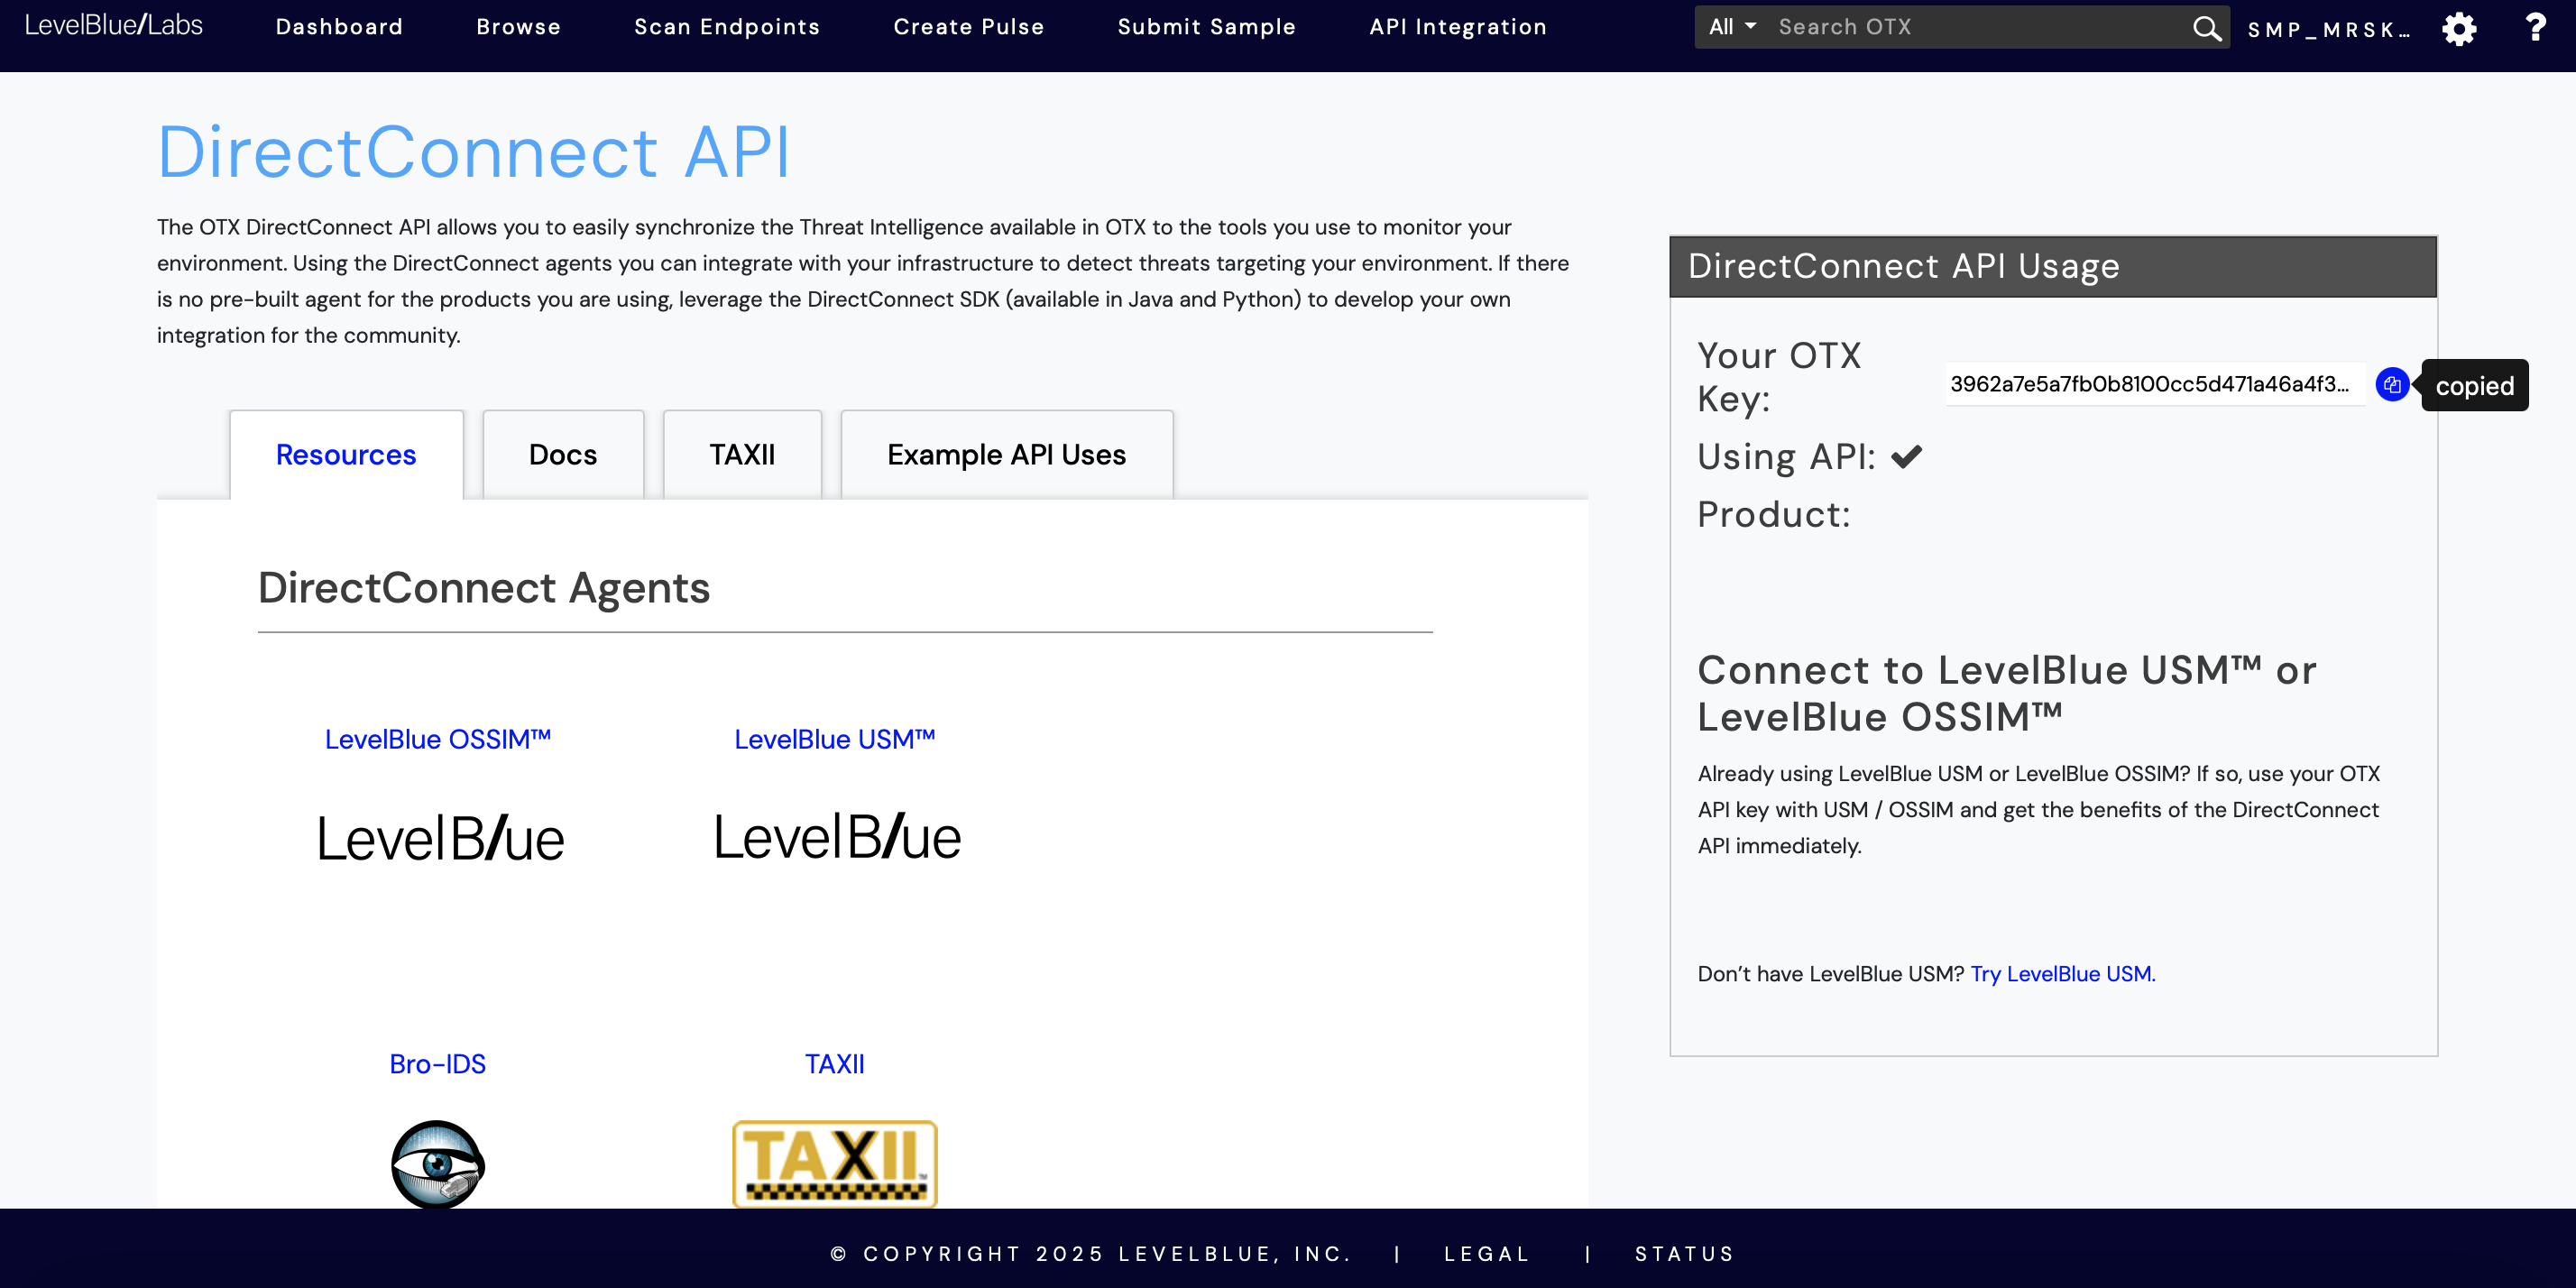 LevelBlue/Labs Dashboard Browse Scan Endpoints Create Pulse Submit Sample API Integration All Search OTX SMP_MRSK…
DirectConnect API
The OTX DirectConnect API allows you to easily synchronize the Threat Intelligence available in OTX to the tools you use to monitor your
environment. Using the DirectConnect agents you can integrate with your infrastructure to detect threats targeting your environment. If there
is no pre-built agent for the products you are using, leverage the DirectConnect SDK (available in Java and Python) to develop your own
integration for the community.
Resources Docs TAXII Example API Uses
DirectConnect Agents
LevelBlue OSSIM™ LevelBlue USM™
LevelBlue LevelBlue
Bro-IDS TAXII
TAXII
DirectConnect API Usage
Your OTX
Key:
3962a7e5a7fb0b8100cc5d471a46a4f3... copied
Using API:
Product:
Connect to LevelBlue USM™ or
LevelBlue OSSIM™
Already using LevelBlue USM or LevelBlue OSSIM? If so, use your OTX
API key with USM / OSSIM and get the benefits of the DirectConnect
API immediately.
Don't have LevelBlue USM? Try LevelBlue USM.
© COPYRIGHT 2025 LEVELBLUE, INC. | LEGAL | STATUS